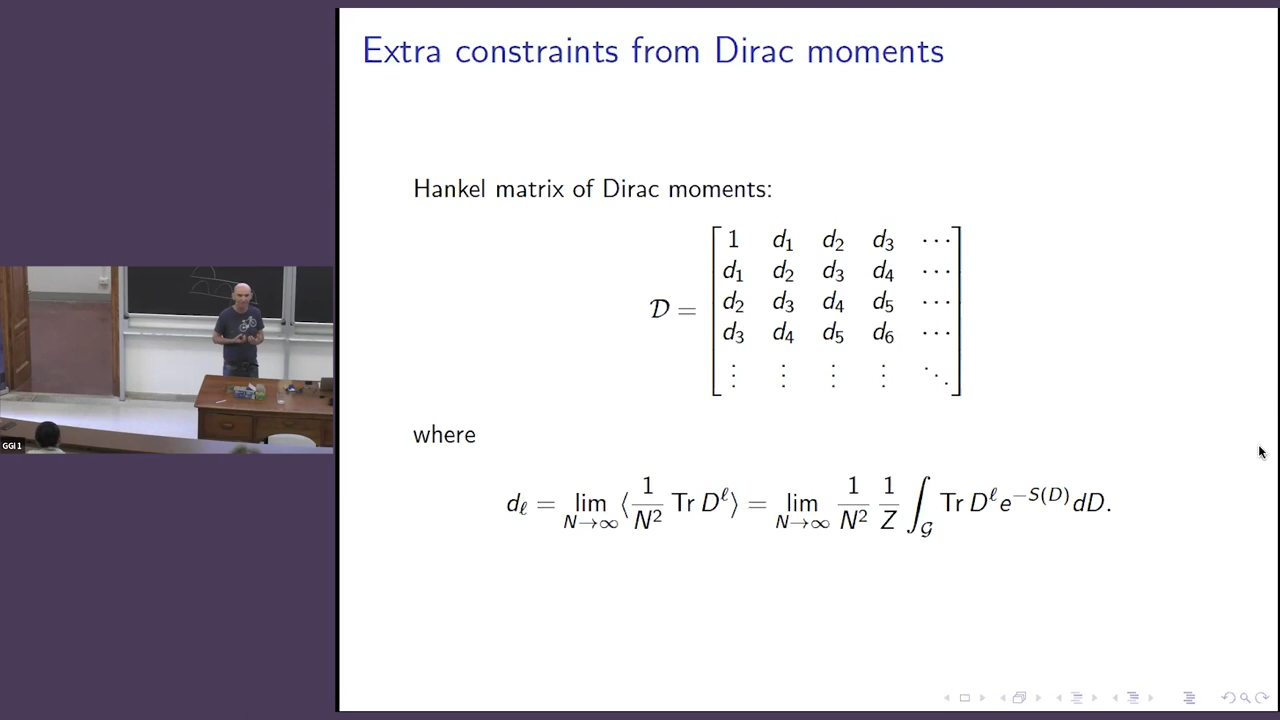 Extra constraints from Dirac moments
Hankel matrix of Dirac moments:
𝒟 = [ 1 d₁ d₂ d₃ ⋯
d₁ d₂ d₃ d₄ ⋯
d₂ d₃ d₄ d₅ ⋯
d₃ d₄ d₅ d₆ ⋯
⋮ ⋮ ⋮ ⋮ ⋱ ]
where
d_ℓ = lim_{N→∞} ⟨ 1/N² Tr D^ℓ ⟩ = lim_{N→∞} 1/N² 1/Z ∫_𝒢 Tr D^ℓ e^{−S(D)} dD.
GGI 1